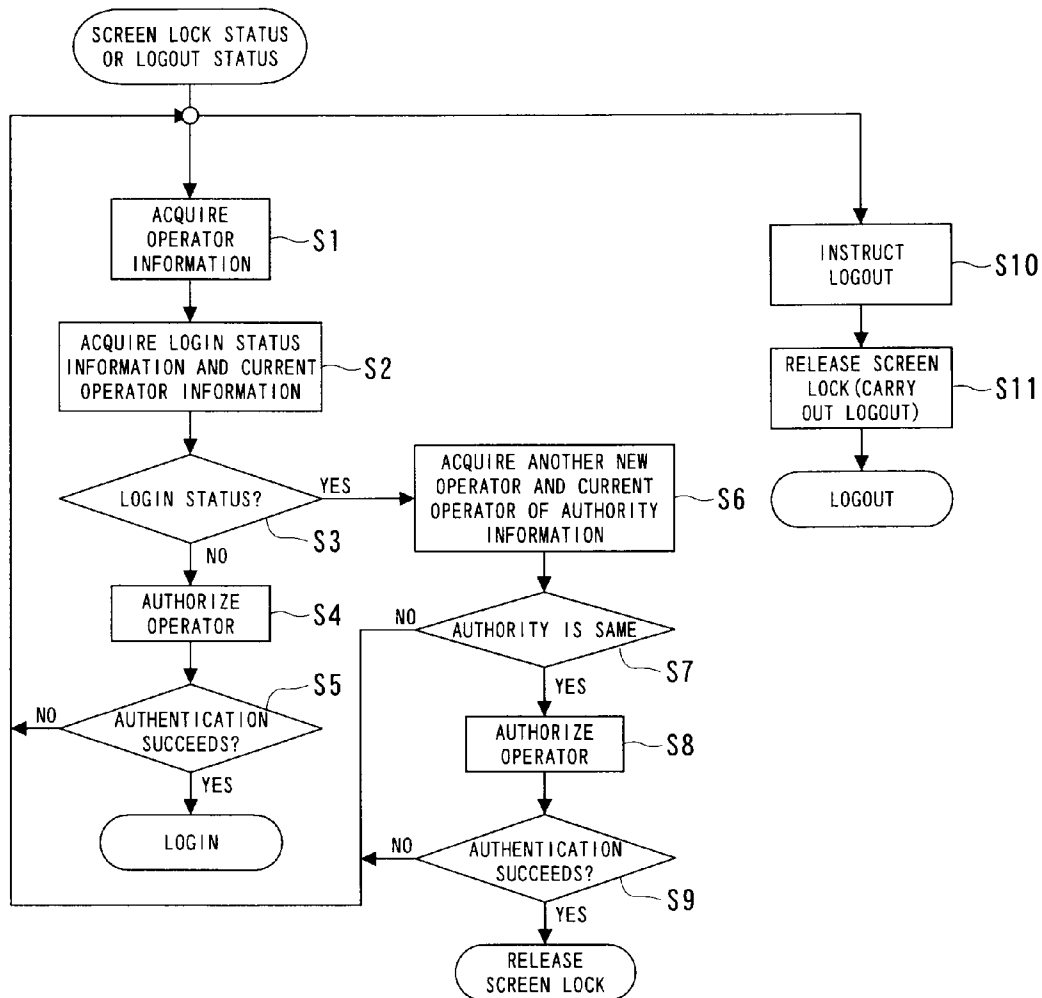 SCREEN LOCK STATUS
OR LOGOUT STATUS
ACQUIRE
OPERATOR
INFORMATION
S1
ACQUIRE LOGIN STATUS
INFORMATION AND CURRENT
OPERATOR INFORMATION
S2
LOGIN STATUS?
YES
S3
NO
AUTHORIZE
OPERATOR
S4
S5
NO
AUTHENTICATION
SUCCEEDS?
YES
LOGIN
ACQUIRE ANOTHER NEW
OPERATOR AND CURRENT
OPERATOR OF AUTHORITY
INFORMATION
S6
NO
AUTHORITY IS SAME
S7
YES
AUTHORIZE
OPERATOR
S8
NO
AUTHENTICATION
SUCCEEDS?
S9
YES
RELEASE
SCREEN LOCK
INSTRUCT
LOGOUT
S10
RELEASE SCREEN
LOCK(CARRY
OUT LOGOUT)
S11
LOGOUT